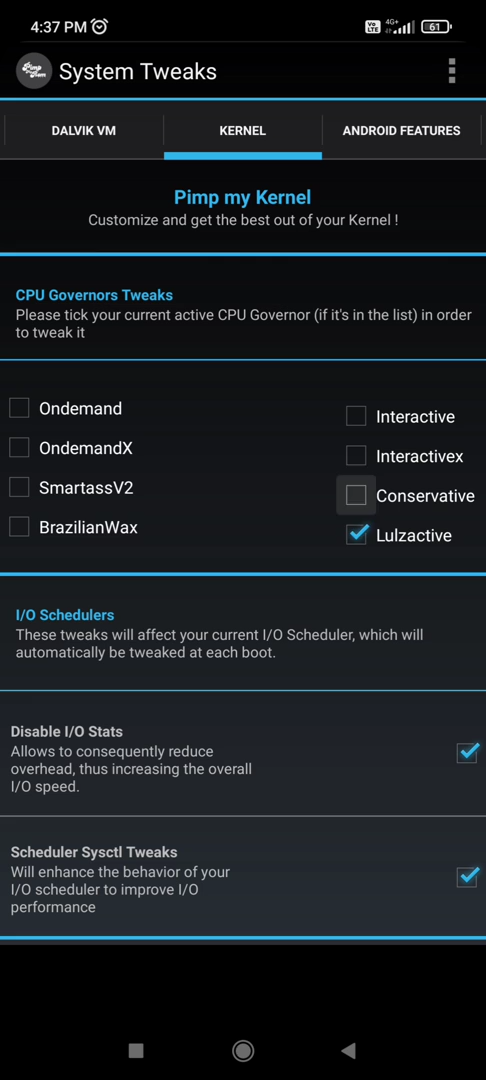 4:37 PM
Vo LTE 4G+ 61
System Tweaks
DALVIK VM KERNEL ANDROID FEATURES
Pimp my Kernel
Customize and get the best out of your Kernel !
CPU Governors Tweaks
Please tick your current active CPU Governor (if it's in the list) in order
to tweak it
Ondemand
OndemandX
SmartassV2
BrazilianWax
Interactive
Interactivex
Conservative
Lulzactive
I/O Schedulers
These tweaks will affect your current I/O Scheduler, which will
automatically be tweaked at each boot.
Disable I/O Stats
Allows to consequently reduce
overhead, thus increasing the overall
I/O speed.
Scheduler Sysctl Tweaks
Will enhance the behavior of your
I/O scheduler to improve I/O
performance